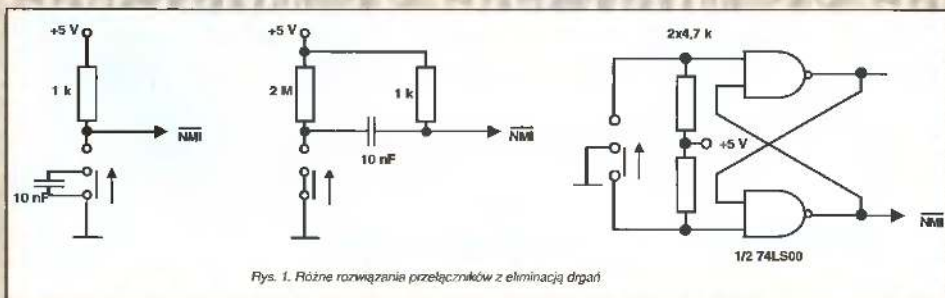 +5 V
1 k
NMI
10 nF
+5 V
2 M
1 k
10 nF
NMI
2x4,7 k
+5 V
NMI
1/2 74LS00
Rys. 1. Różne rozwiązania przełączników z eliminacją drgań